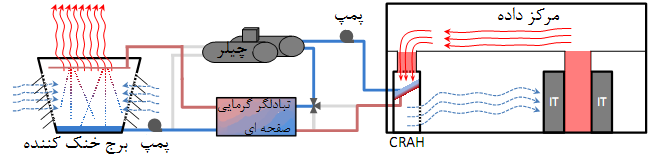 مرکز داده
پمپ
چیلر
تبادلگر گرمایی
صفحه ای
IT
IT
برج خنک کننده
پمپ
CRAH